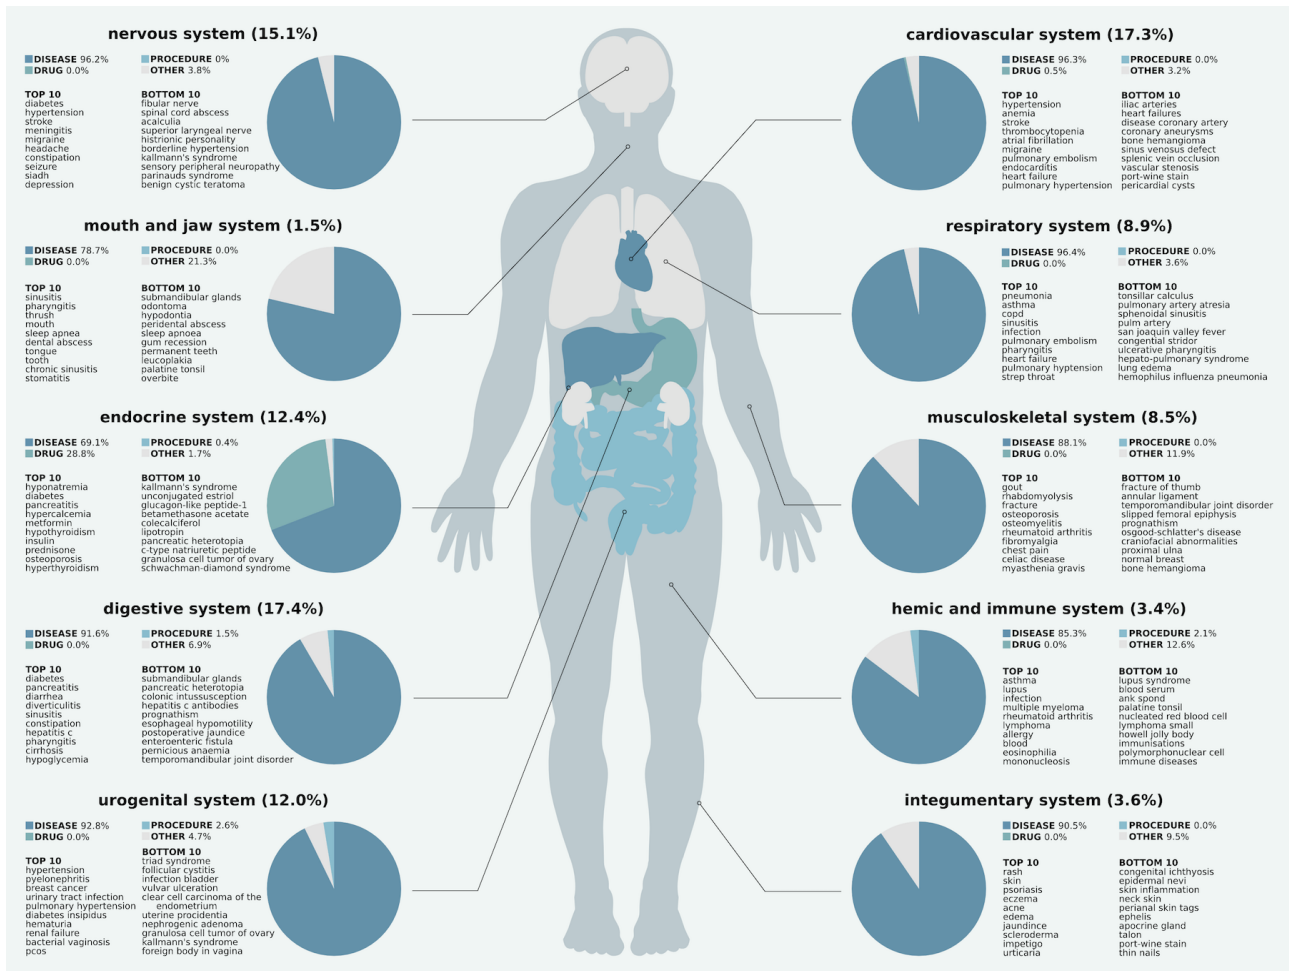 nervous system (15.1%)
DISEASE 96.2%
DRUG 0.0%
PROCEDURE 0%
OTHER 3.8%
TOP 10
diabetes
hypertension
stroke
meningitis
migraine
headache
constipation
seizure
siadh
depression
BOTTOM 10
fibular nerve
spinal cord abscess
acalculia
superior laryngeal nerve
histrionic personality
borderline hypertension
kallmann's syndrome
sensory peripheral neuropathy
parinauds syndrome
benign cystic teratoma
mouth and jaw system (1.5%)
DISEASE 78.7%
DRUG 0.0%
PROCEDURE 0.0%
OTHER 21.3%
TOP 10
sinusitis
pharyngitis
thrush
mouth
sleep apnea
dental abscess
tongue
tooth
chronic sinusitis
stomatitis
BOTTOM 10
submandibular glands
odontoma
hypodontia
peridental abscess
sleep apnoea
gum recession
permanent teeth
leucoplakia
palatine tonsil
overbite
endocrine system (12.4%)
DISEASE 69.1%
DRUG 28.8%
PROCEDURE 0.4%
OTHER 1.7%
TOP 10
hyponatremia
diabetes
pancreatitis
hypercalcemia
metformin
hypothyroidism
insulin
prednisone
osteoporosis
hyperthyroidism
BOTTOM 10
kallmann's syndrome
unconjugated estriol
glucagon-like peptide-1
betamethasone acetate
colecalciferol
lipotropin
pancreatic heterotopia
c-type natriuretic peptide
granulosa cell tumor of ovary
schwachman-diamond syndrome
digestive system (17.4%)
DISEASE 91.6%
DRUG 0.0%
PROCEDURE 1.5%
OTHER 6.9%
TOP 10
diabetes
pancreatitis
diarrhea
diverticulitis
sinusitis
constipation
hepatitis c
pharyngitis
cirrhosis
hypoglycemia
BOTTOM 10
submandibular glands
pancreatic heterotopia
colonic intussusception
hepatitis c antibodies
prognathism
esophageal hypomotility
postoperative jaundice
enteroenteric fistula
pernicious anaemia
temporomandibular joint disorder
urogenital system (12.0%)
DISEASE 92.8%
DRUG 0.0%
PROCEDURE 2.6%
OTHER 4.7%
TOP 10
hypertension
pyelonephritis
breast cancer
urinary tract infection
pulmonary hypertension
diabetes insipidus
hematuria
renal failure
bacterial vaginosis
pcos
BOTTOM 10
triad syndrome
follicular cystitis
infection bladder
vulvar ulceration
clear cell carcinoma of the
endometrium
uterine procidentia
nephrogenic adenoma
granulosa cell tumor of ovary
kallmann's syndrome
foreign body in vagina
cardiovascular system (17.3%)
DISEASE 96.3%
DRUG 0.5%
PROCEDURE 0.0%
OTHER 3.2%
TOP 10
hypertension
anemia
stroke
thrombocytopenia
atrial fibrillation
migraine
pulmonary embolism
endocarditis
heart failure
pulmonary hypertension
BOTTOM 10
iliac arteries
heart failures
disease coronary artery
coronary aneurysms
bone hemangioma
sinus venosus defect
splenic vein occlusion
vascular stenosis
port-wine stain
pericardial cysts
respiratory system (8.9%)
DISEASE 96.4%
DRUG 0.0%
PROCEDURE 0.0%
OTHER 3.6%
TOP 10
pneumonia
asthma
copd
sinusitis
infection
pulmonary embolism
pharyngitis
heart failure
pulmonary hyptension
strep throat
BOTTOM 10
tonsillar calculus
pulmonary artery atresia
sphenoidal sinusitis
pulm artery
san joaquin valley fever
congential stridor
ulcerative pharyngitis
hepato-pulmonary syndrome
lung edema
hemophilus influenza pneumonia
musculoskeletal system (8.5%)
DISEASE 88.1%
DRUG 0.0%
PROCEDURE 0.0%
OTHER 11.9%
TOP 10
gout
rhabdomyolysis
fracture
osteoporosis
osteomyelitis
rheumatoid arthritis
fibromyalgia
chest pain
celiac disease
myasthenia gravis
BOTTOM 10
fracture of thumb
annular ligament
temporomandibular joint disorder
slipped femoral epiphysis
prognathism
osgood-schlatter's disease
craniofacial abnormalities
proximal ulna
normal breast
bone hemangioma
hemic and immune system (3.4%)
DISEASE 85.3%
DRUG 0.0%
PROCEDURE 2.1%
OTHER 12.6%
TOP 10
asthma
lupus
infection
multiple myeloma
rheumatoid arthritis
lymphoma
allergy
blood
eosinophilia
mononucleosis
BOTTOM 10
lupus syndrome
blood serum
ank spond
palatine tonsil
nucleated red blood cell
lymphoma small
howell jolly body
immunisations
polymorphonuclear cell
immune diseases
integumentary system (3.6%)
DISEASE 90.5%
DRUG 0.0%
PROCEDURE 0.0%
OTHER 9.5%
TOP 10
rash
skin
psoriasis
eczema
acne
edema
jaundince
scleroderma
impetigo
urticaria
BOTTOM 10
congenital ichthyosis
epidermal nevi
skin inflammation
neck skin
perianal skin tags
ephelis
apocrine gland
talon
port-wine stain
thin nails